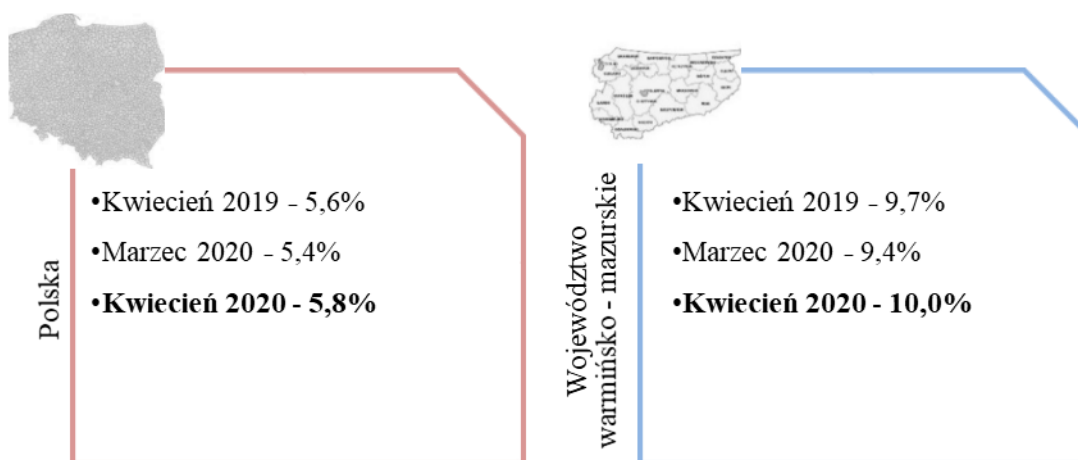 Polska
•Kwiecień 2019 - 5,6%
•Marzec 2020 - 5,4%
•Kwiecień 2020 - 5,8%
Województwo
warmińsko - mazurskie
•Kwiecień 2019 - 9,7%
•Marzec 2020 - 9,4%
•Kwiecień 2020 - 10,0%